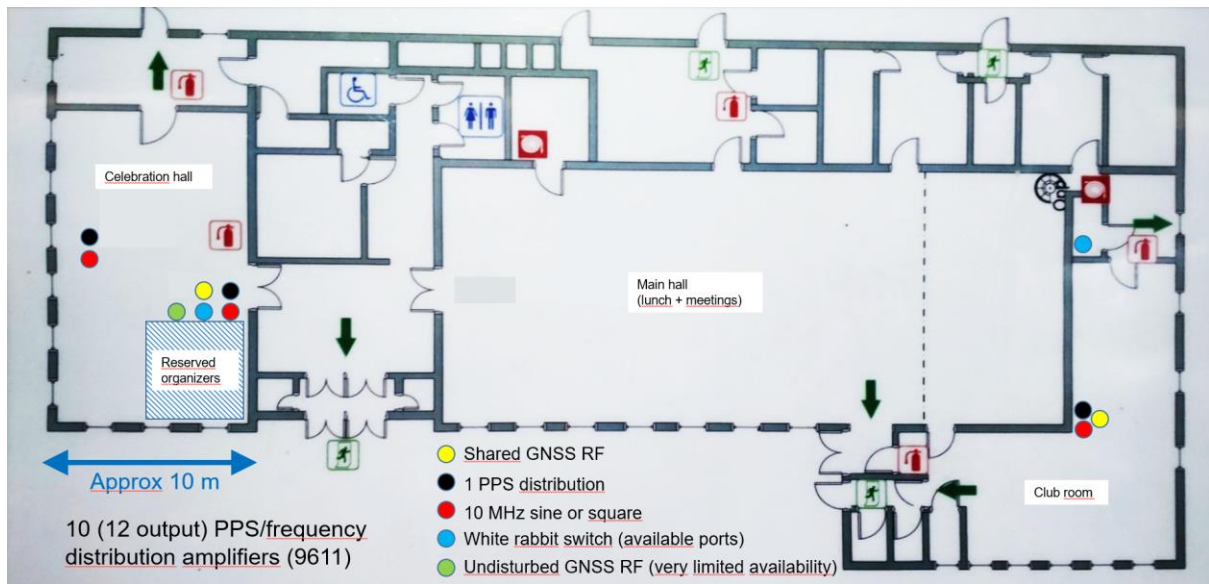 Celebration hall
Main hall
(lunch + meetings)
Reserved
organizers
Approx 10 m
Shared GNSS RF
1 PPS distribution
10 MHz sine or square
White rabbit switch (available ports)
Undisturbed GNSS RF (very limited availability)
Club room
10 (12 output) PPS/frequency
distribution amplifiers (9611)